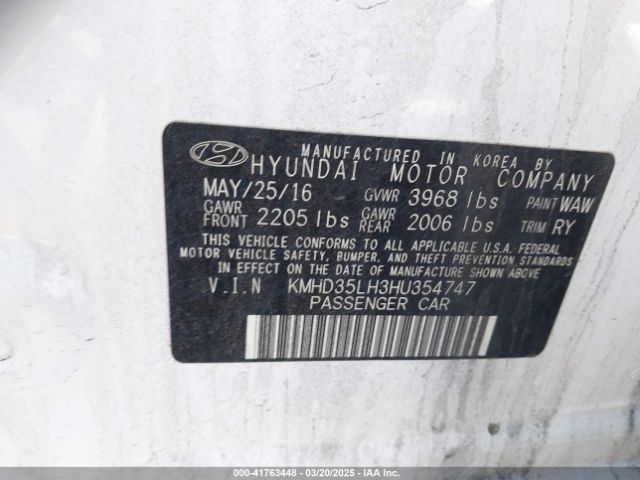 MANUFACTURED IN KOREA BY
HYUNDAI MOTOR COMPANY
MAY/25/16 GVWR 3968 lbs PAINT WAW
GAWR FRONT 2205 lbs GAWR REAR 2006 lbs TRIM RY
THIS VEHICLE CONFORMS TO ALL APPLICABLE U.S.A. FEDERAL
MOTOR VEHICLE SAFETY, BUMPER, AND THEFT PREVENTION STANDARDS
IN EFFECT ON THE DATE OF MANUFACTURE SHOWN ABOVE.
V.I.N KMHD35LH3HU354747
PASSENGER CAR
000-41763448 - 03/20/2025 - IAA Inc.